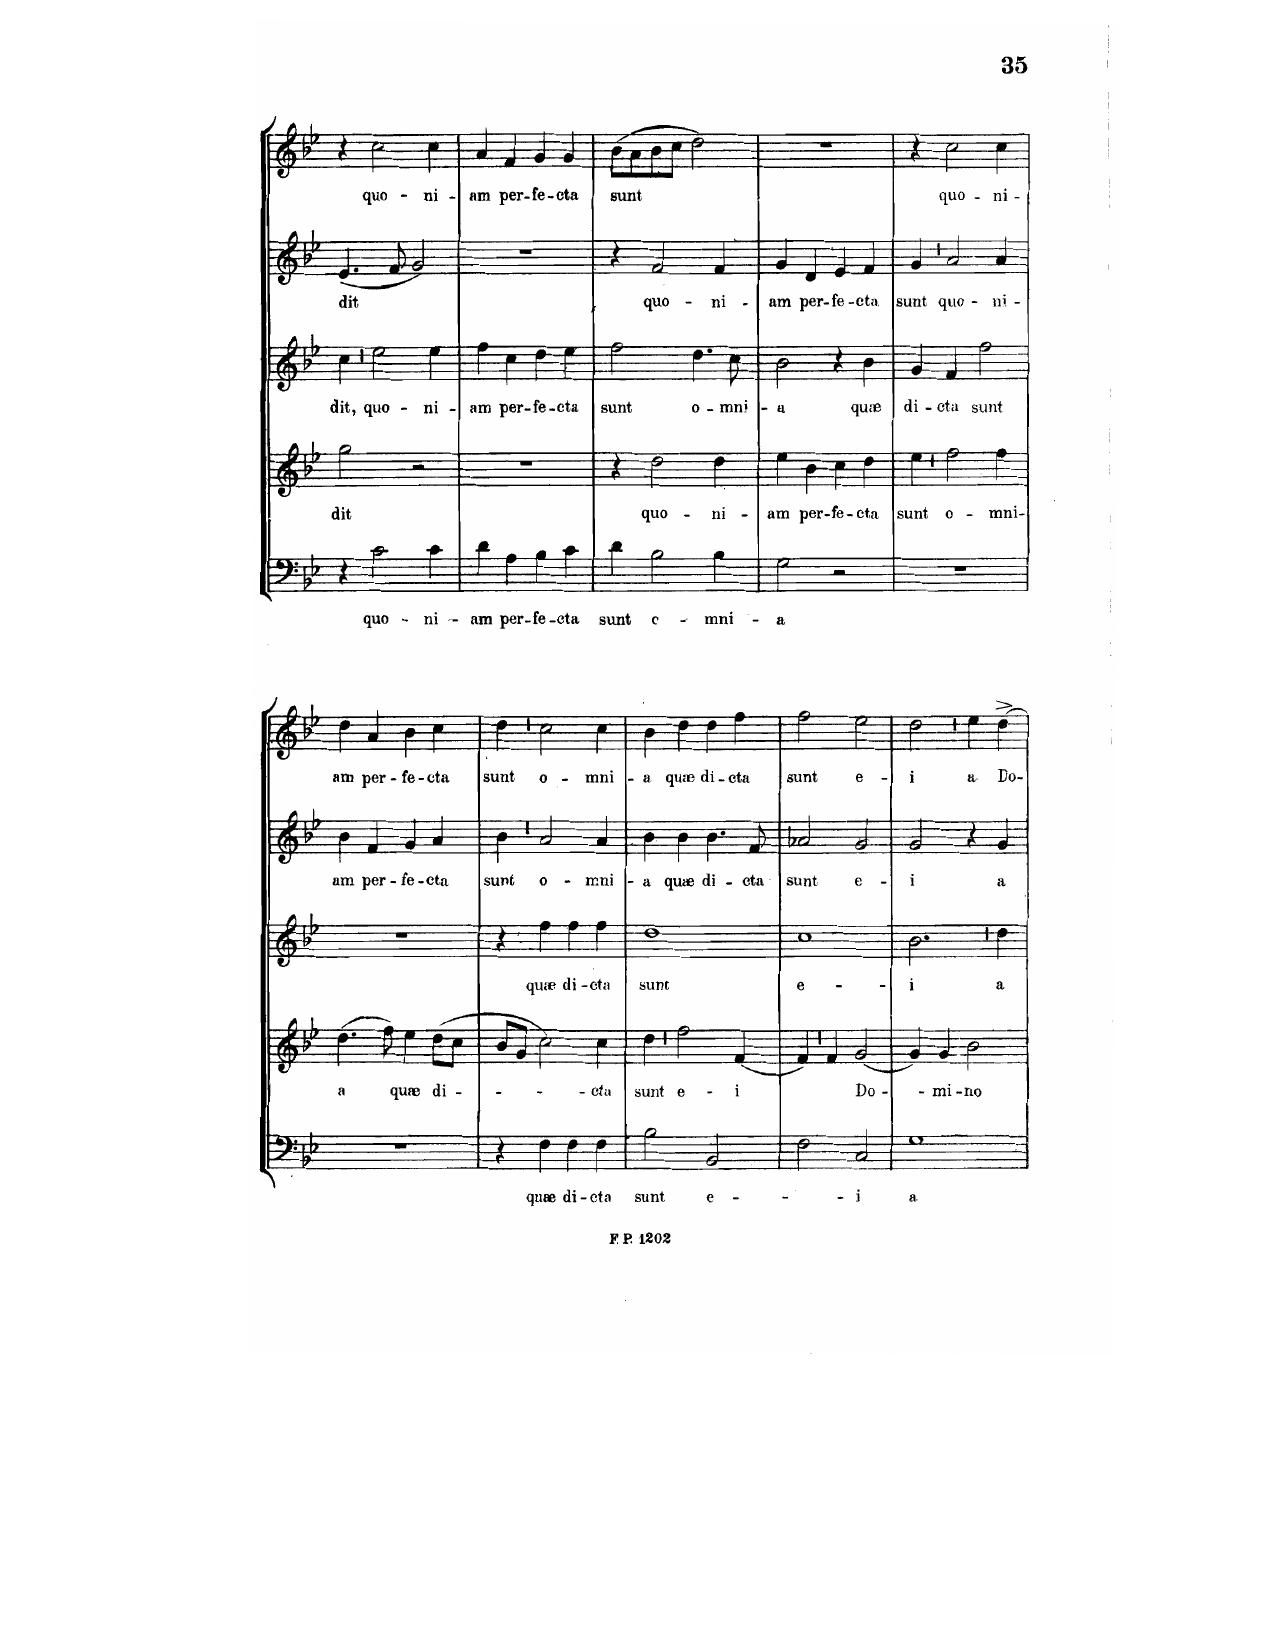 35
quo - ni - am per-fe-cta sunt quo - ni -
dit quo - ni - am per-fe-cta sunt quo - ni -
dit, quo - ni - am per-fe-cta sunt o - mni - a quæ di - cta sunt
dit quo - ni - am per-fe-cta sunt o - mni-
quo - ni - am per-fe-cta sunt c - mni - a
am per - fe - cta sunt o - mni - a quæ di - cta sunt e - i a Do-
am per - fe - cta sunt o - mni - a quæ di - cta sunt e - i a
quæ di - cta sunt e - - i a
a quæ di - - - - cta sunt e - i Do - - mi - no
quæ di - cta sunt e - - - i a
F. P. 1202